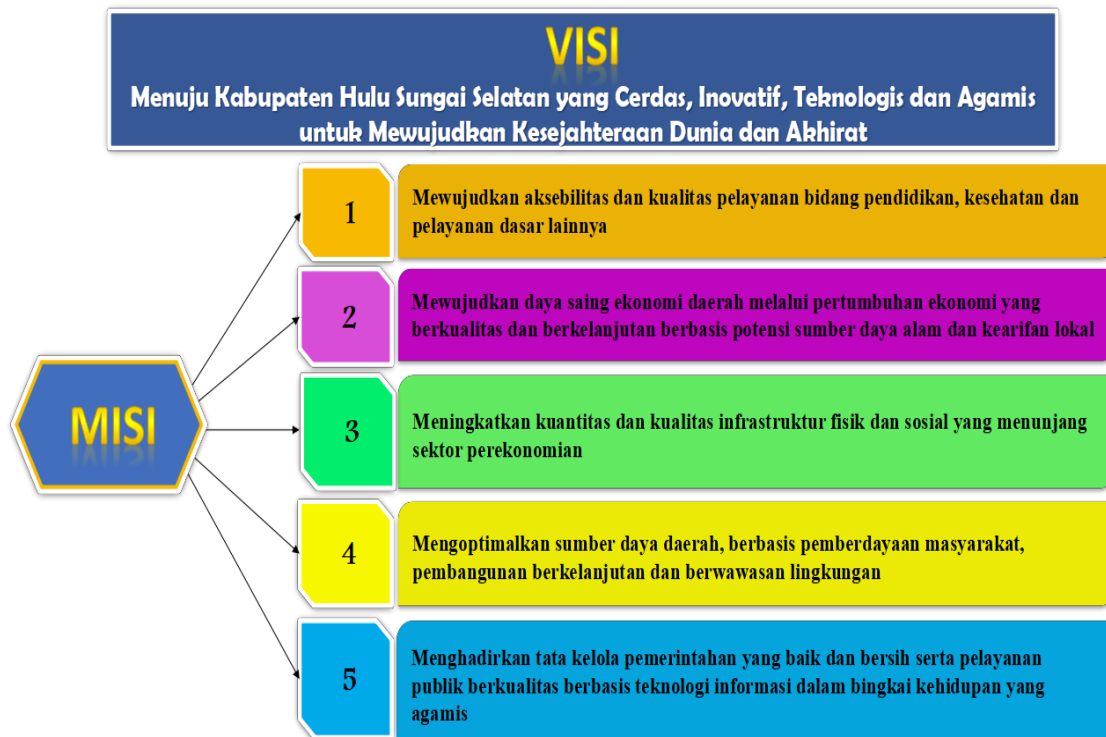 VISI
Menuju Kabupaten Hulu Sungai Selatan yang Cerdas, Inovatif, Teknologis dan Agamis
untuk Mewujudkan Kesejahteraan Dunia dan Akhirat
MISI
1
Mewujudkan aksebilitas dan kualitas pelayanan bidang pendidikan, kesehatan dan
pelayanan dasar lainnya
2
Mewujudkan daya saing ekonomi daerah melalui pertumbuhan ekonomi yang
berkualitas dan berkelanjutan berbasis potensi sumber daya alam dan kearifan lokal
3
Meningkatkan kuantitas dan kualitas infrastruktur fisik dan sosial yang menunjang
sektor perekonomian
4
Mengoptimalkan sumber daya daerah, berbasis pemberdayaan masyarakat,
pembangunan berkelanjutan dan berwawasan lingkungan
5
Menghadirkan tata kelola pemerintahan yang baik dan bersih serta pelayanan
publik berkualitas berbasis teknologi informasi dalam bingkai kehidupan yang
agamis